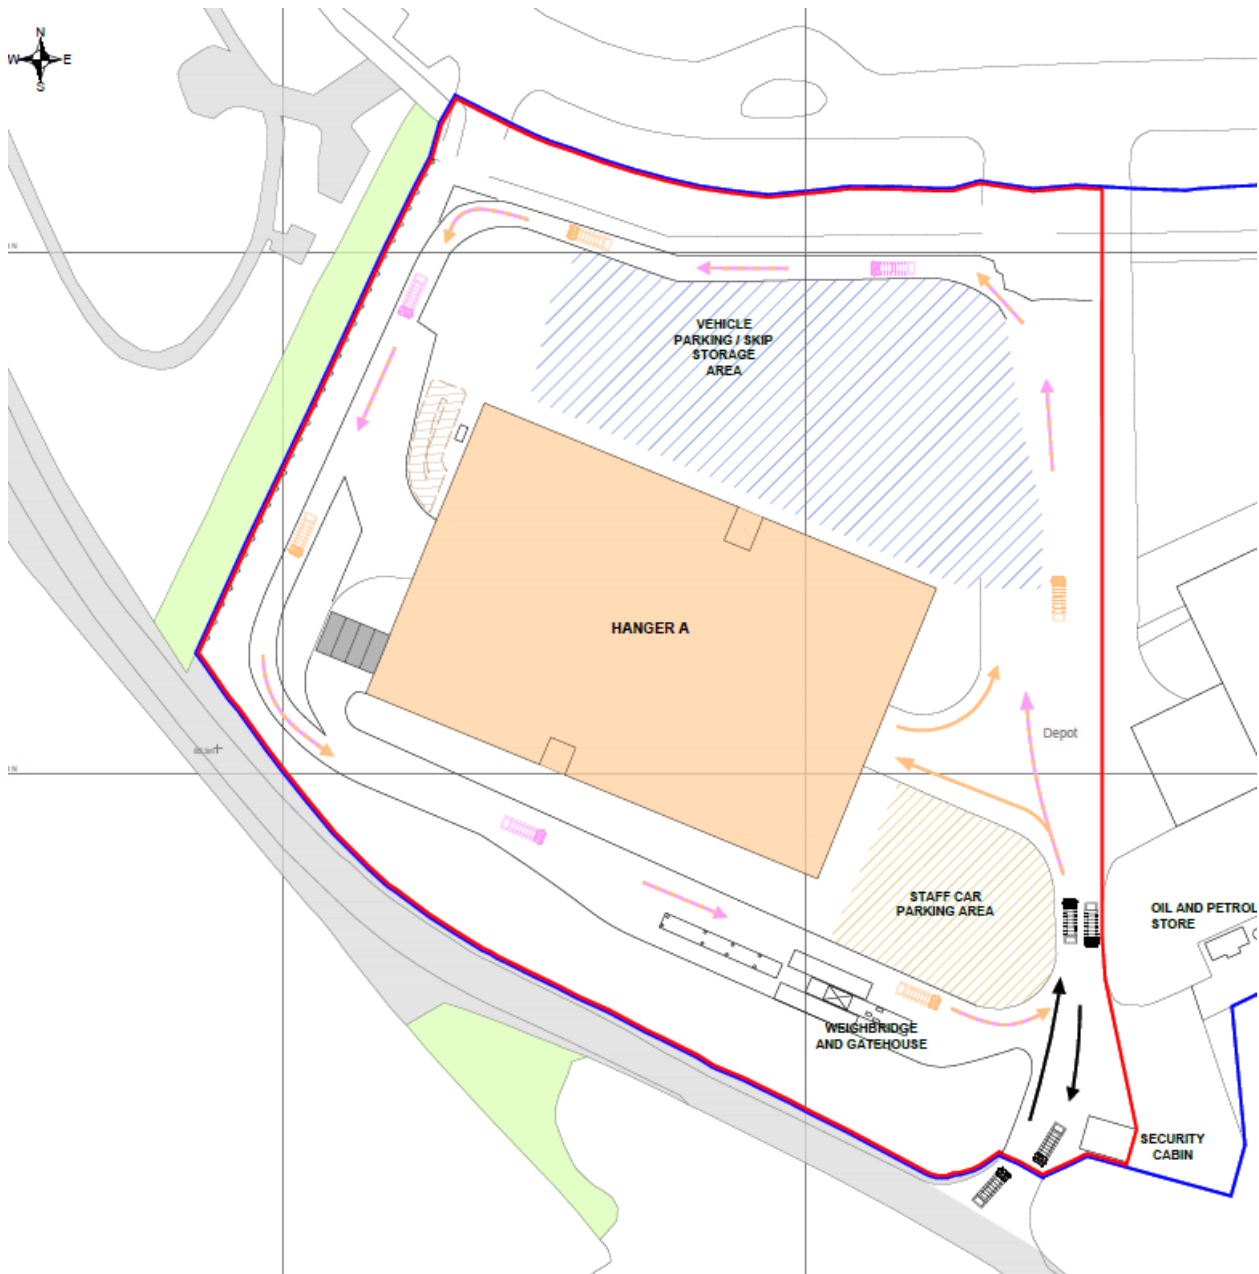 N
W E
S
VEHICLE
PARKING / SKIP
STORAGE
AREA
HANGER A
Depot
STAFF CAR
PARKING AREA
OIL AND PETROL
STORE
WEIGHBRIDGE
AND GATEHOUSE
SECURITY
CABIN